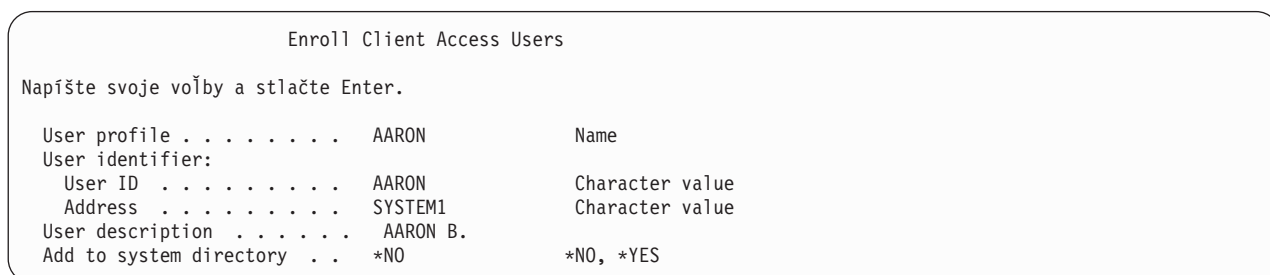 Enroll Client Access Users
Napíšte svoje voľby a stlačte Enter.
User profile . . . . . . . . AARON Name
User identifier:
User ID . . . . . . . . . AARON Character value
Address . . . . . . . . . SYSTEM1 Character value
User description . . . . . . AARON B.
Add to system directory . . *NO *NO, *YES